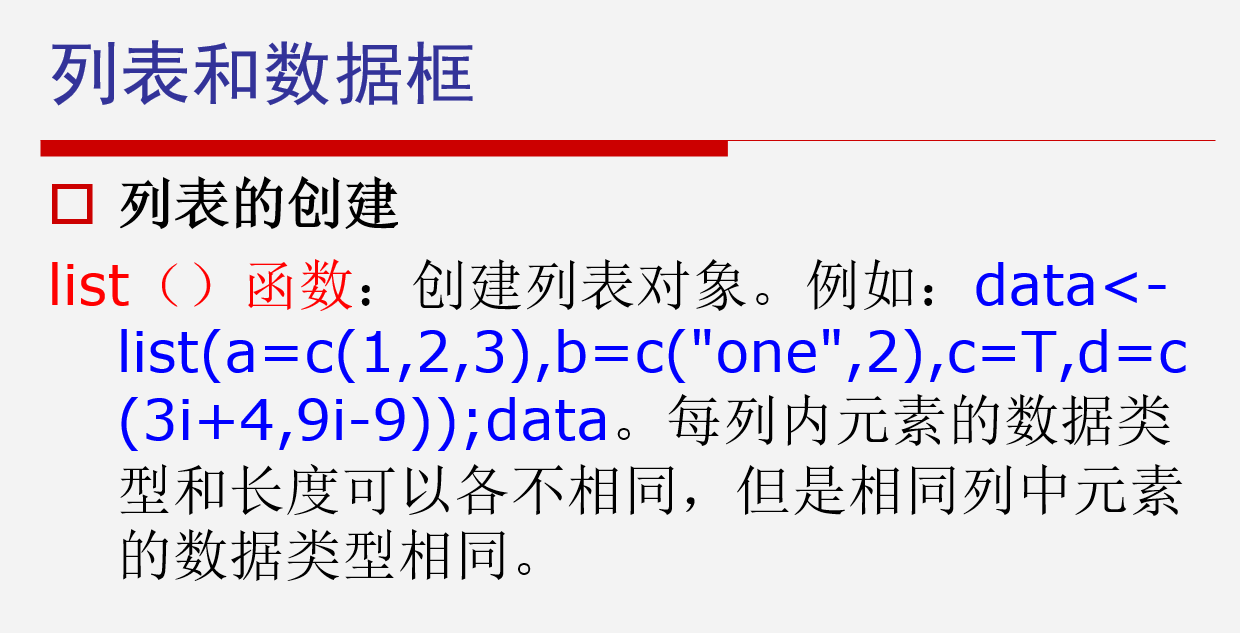 列表和数据框
列表的创建
list（）函数：创建列表对象。例如：data<-
list(a=c(1,2,3),b=c("one",2),c=T,d=c
(3i+4,9i-9));data。每列内元素的数据类
型和长度可以各不相同，但是相同列中元素
的数据类型相同。